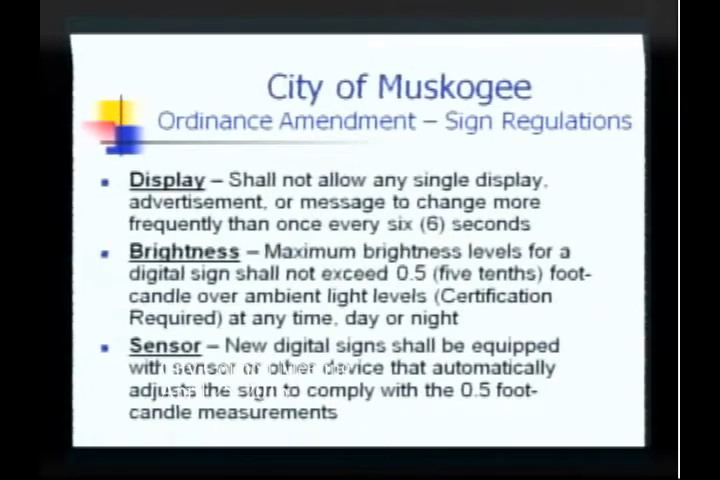 City of Muskogee
Ordinance Amendment – Sign Regulations
Display – Shall not allow any single display,
advertisement, or message to change more
frequently than once every six (6) seconds
Brightness – Maximum brightness levels for a
digital sign shall not exceed 0.5 (five tenths) foot-
candle over ambient light levels (Certification
Required) at any time, day or night
Sensor – New digital signs shall be equipped
with sensor or other device that automatically
adjusts the sign to comply with the 0.5 foot-
candle measurements